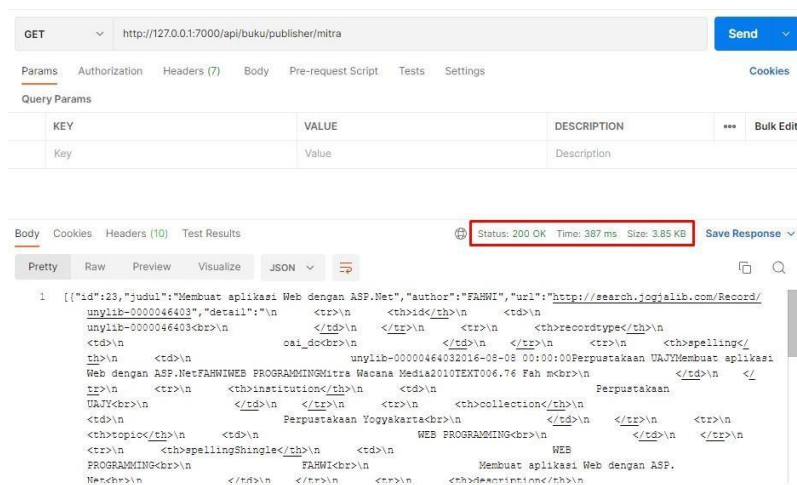 GET http://127.0.0.1:7000/api/buku/publisher/mitra Send
Params Authorization Headers (7) Body Pre-request Script Tests Settings Cookies
Query Params
KEY VALUE DESCRIPTION ••• Bulk Edit
Key Value Description
Body Cookies Headers (10) Test Results Status: 200 OK Time: 387 ms Size: 3.85 KB Save Response
Pretty Raw Preview Visualize JSON
1 [{"id":23,"judul":"Membuat aplikasi Web dengan ASP.Net","author":"FAHWI","url":"http://search.jogjalib.com/Record/
unylib-0000046403","detail":"\n <tr>\n <th>id</th>\n <td>\n
unylib-0000046403<br>\n </td>\n </tr>\n <tr>\n <th>recordtype</th>\n
<td>\n oai_dc<br>\n </td>\n </tr>\n <tr>\n <th>spelling</
th>\n <td>\n unylib-00000464032016-08-08 00:00:00Perpustakaan UAJYMembuat aplikasi
Web dengan ASP.NetFAHWIWEB PROGRAMMINGMitra Wacana Media2010TEXT006.76 Fah m<br>\n </td>\n </
tr>\n <tr>\n <th>institution</th>\n <td>\n Perpustakaan
UAJY<br>\n </td>\n </tr>\n <tr>\n <th>collection</th>\n
<td>\n Perpustakaan Yogyakarta<br>\n </td>\n </tr>\n <tr>\n
<th>topic</th>\n <td>\n WEB PROGRAMMING<br>\n </td>\n </tr>\n
<tr>\n <th>spellingShingle</th>\n <td>\n WEB
PROGRAMMING<br>\n FAHWI<br>\n Membuat aplikasi Web dengan ASP.
Net<br>\n </td>\n </tr>\n <tr>\n <th>description</th>\n